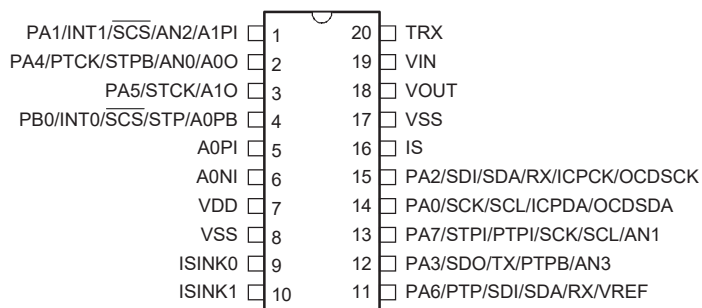 PA1/INT1/SCS/AN2/A1PI 1 20 TRX
PA4/PTCK/STPB/AN0/A0O 2 19 VIN
PA5/STCK/A1O 3 18 VOUT
PB0/INT0/SCS/STP/A0PB 4 17 VSS
A0PI 5 16 IS
A0NI 6 15 PA2/SDI/SDA/RX/ICPCK/OCDSCK
VDD 7 14 PA0/SCK/SCL/ICPDA/OCDSDA
VSS 8 13 PA7/STPI/PTPI/SCK/SCL/AN1
ISINK0 9 12 PA3/SDO/TX/PTPB/AN3
ISINK1 10 11 PA6/PTP/SDI/SDA/RX/VREF